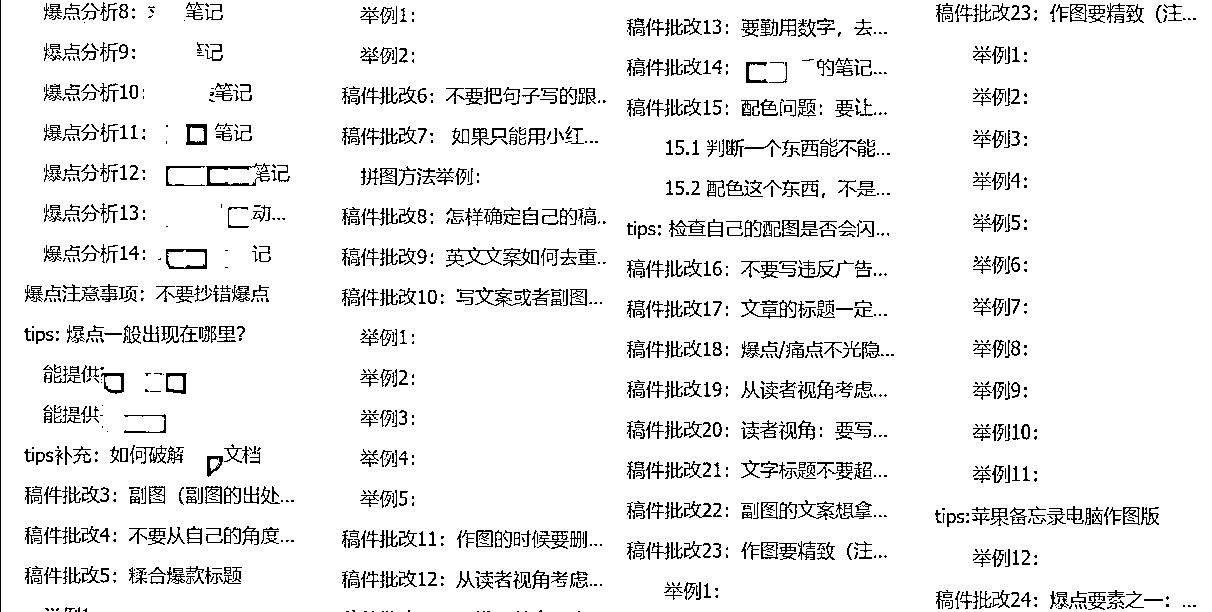 爆点分析8： 笔记
爆点分析9： 笔记
爆点分析10： 笔记
爆点分析11： 笔记
爆点分析12： 笔记
爆点分析13： 动...
爆点分析14： 记
爆点注意事项：不要抄错爆点
tips: 爆点一般出现在哪里？
能提供
能提供
tips补充：如何破解 文档
稿件批改3：副图（副图的出处...
稿件批改4：不要从自己的角度...
稿件批改5：糅合爆款标题
举例1:
举例2:
稿件批改6：不要把句子写的跟..
稿件批改7： 如果只能用小红...
拼图方法举例：
稿件批改8：怎样确定自己的稿...
稿件批改9：英文文案如何去重..
稿件批改10：写文案或者副图...
举例1：
举例2：
举例3：
举例4：
举例5：
稿件批改11：作图的时候要删...
稿件批改12：从读者视角考虑...
稿件批改13：要勤用数字，去...
稿件批改14： 的笔记...
稿件批改15：配色问题：要让...
15.1 判断一个东西能不能...
15.2 配色这个东西，不是...
tips: 检查自己的配图是否会闪...
稿件批改16：不要写违反广告...
稿件批改17：文章的标题一定...
稿件批改18：爆点/痛点不光隐...
稿件批改19：从读者视角考虑...
稿件批改20：读者视角：要写...
稿件批改21：文字标题不要超...
稿件批改22：副图的文案想拿...
稿件批改23：作图要精致（注...
举例1：
稿件批改23：作图要精致（注...
举例1：
举例2：
举例3：
举例4：
举例5：
举例6：
举例7：
举例8：
举例9：
举例10：
举例11：
tips:苹果备忘录电脑作图版
举例12：
稿件批改24：爆点要素之一：...